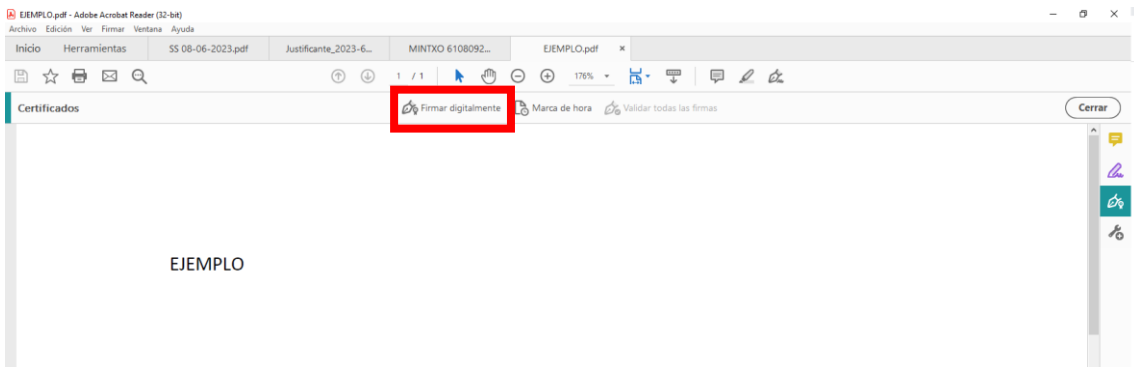 EJEMPLO.pdf - Adobe Acrobat Reader (32-bit)
Archivo Edición Ver Firmar Ventana Ayuda
Inicio Herramientas SS 08-06-2023.pdf Justificante_2023-6... MINTXO 6108092... EJEMPLO.pdf ×
1 / 1 176%
Certificados Firmar digitalmente Marca de hora Validar todas las firmas Cerrar
EJEMPLO